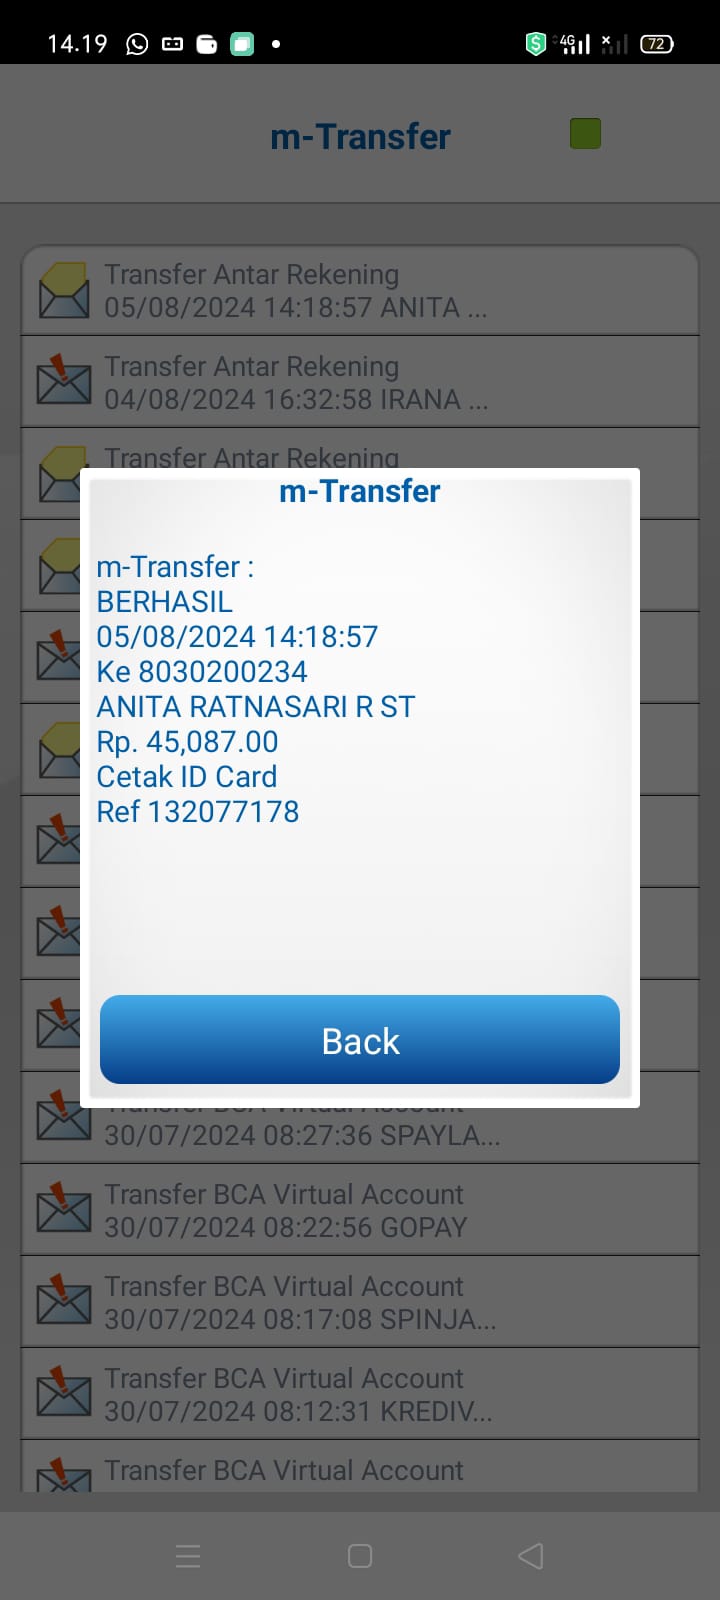 14.19
4G
72
m-Transfer
Transfer Antar Rekening
05/08/2024 14:18:57 ANITA ...
Transfer Antar Rekening
04/08/2024 16:32:58 IRANA ...
Transfer Antar Rekening
m-Transfer
m-Transfer :
BERHASIL
05/08/2024 14:18:57
Ke 8030200234
ANITA RATNASARI R ST
Rp. 45,087.00
Cetak ID Card
Ref 132077178
Back
Transfer BCA Virtual Account
30/07/2024 08:27:36 SPAYLA...
Transfer BCA Virtual Account
30/07/2024 08:22:56 GOPAY
Transfer BCA Virtual Account
30/07/2024 08:17:08 SPINJA...
Transfer BCA Virtual Account
30/07/2024 08:12:31 KREDIV...
Transfer BCA Virtual Account